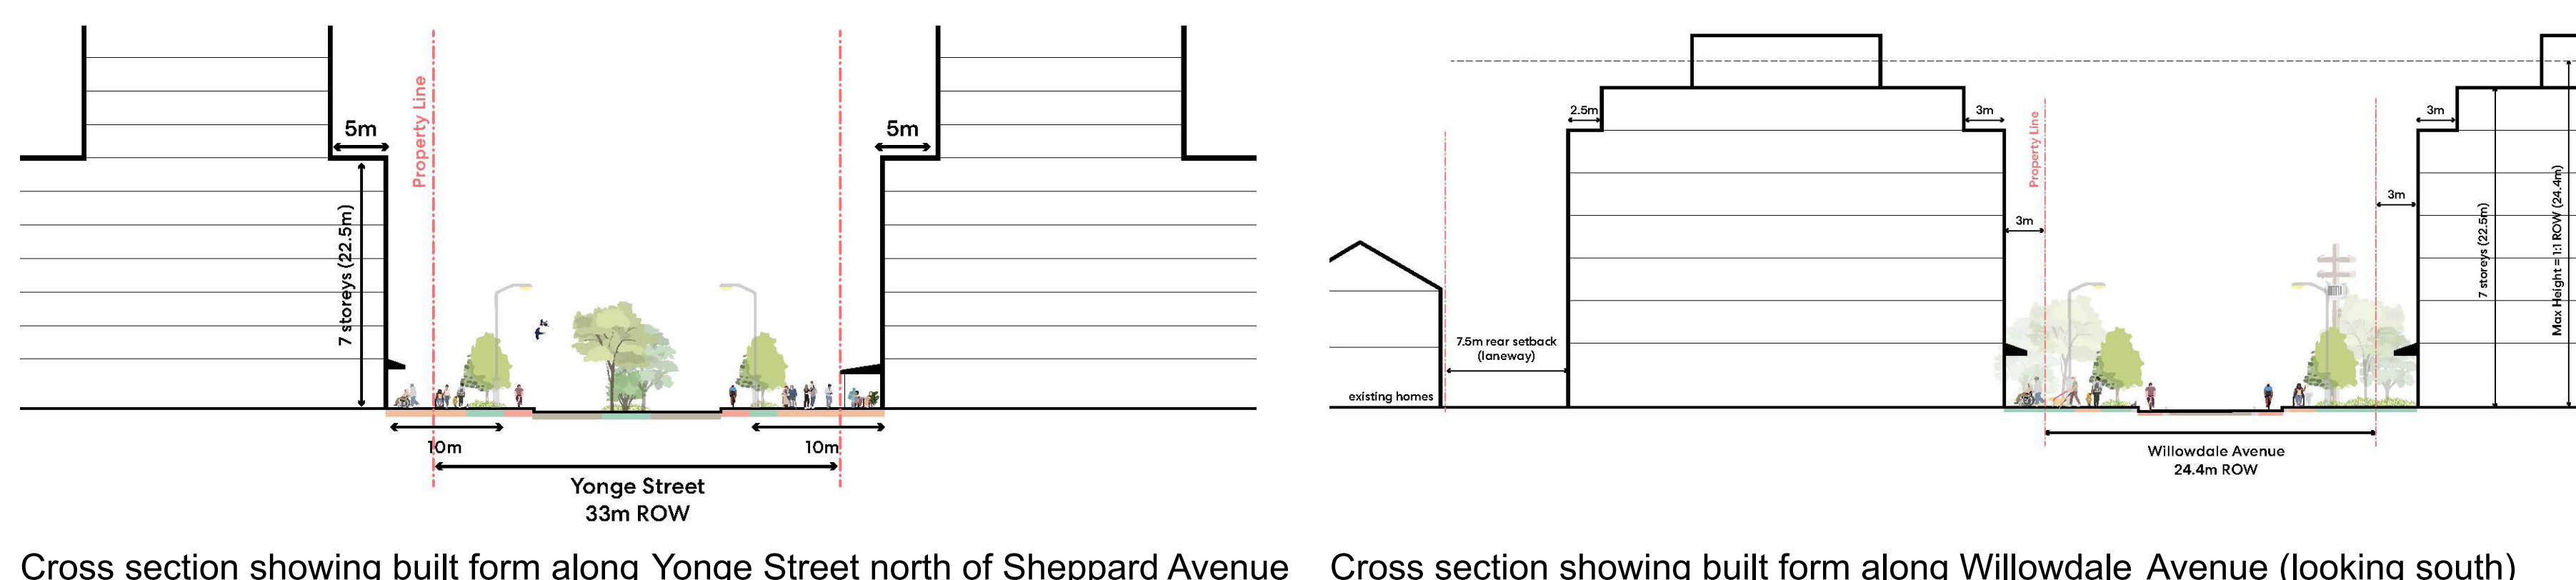 5m
Property Line
5m
7 storeys (22.5m)
10m
10m
Yonge Street
33m ROW
Cross section showing built form along Yonge Street north of Sheppard Avenue
2.5m
3m
Property Line
3m
3m
3m
7 storeys (22.5m)
Max Height = 1:1 ROW (24.4m)
7.5m rear setback
(laneway)
existing homes
Willowdale Avenue
24.4m ROW
Cross section showing built form along Willowdale Avenue (looking south)